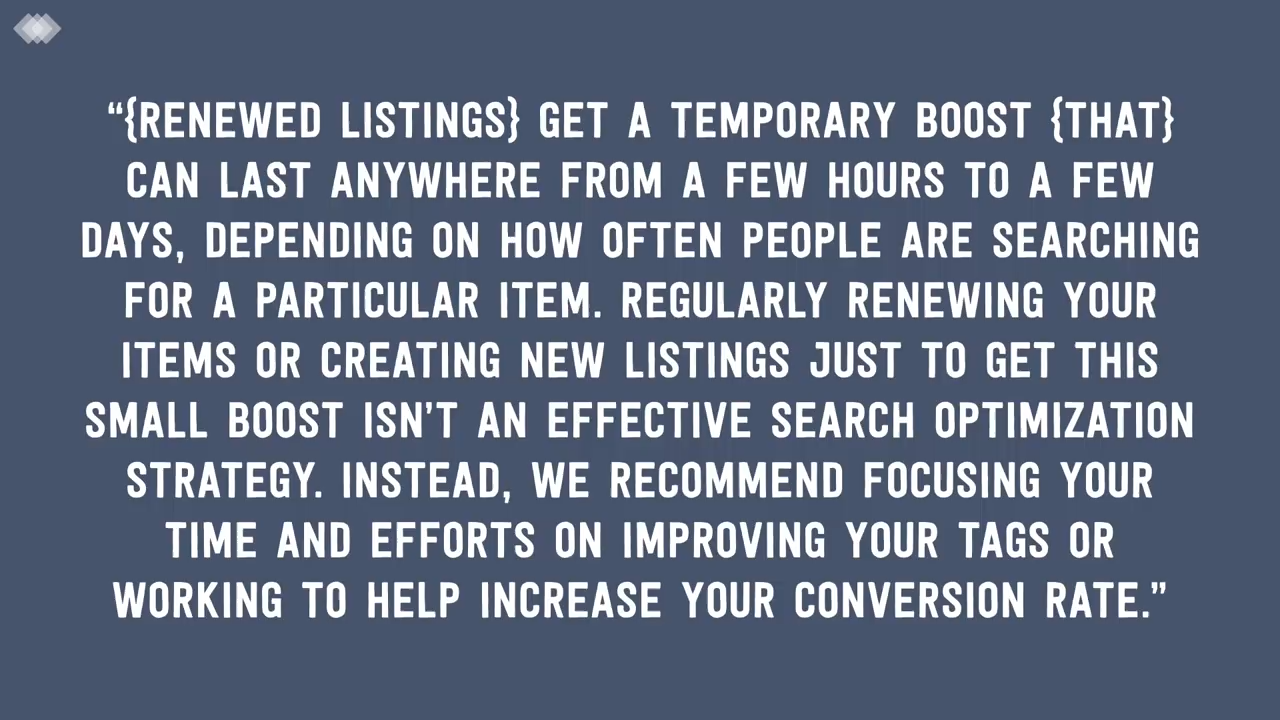 “{RENEWED LISTINGS} GET A TEMPORARY BOOST {THAT}
CAN LAST ANYWHERE FROM A FEW HOURS TO A FEW
DAYS, DEPENDING ON HOW OFTEN PEOPLE ARE SEARCHING
FOR A PARTICULAR ITEM. REGULARLY RENEWING YOUR
ITEMS OR CREATING NEW LISTINGS JUST TO GET THIS
SMALL BOOST ISN’T AN EFFECTIVE SEARCH OPTIMIZATION
STRATEGY. INSTEAD, WE RECOMMEND FOCUSING YOUR
TIME AND EFFORTS ON IMPROVING YOUR TAGS OR
WORKING TO HELP INCREASE YOUR CONVERSION RATE.”